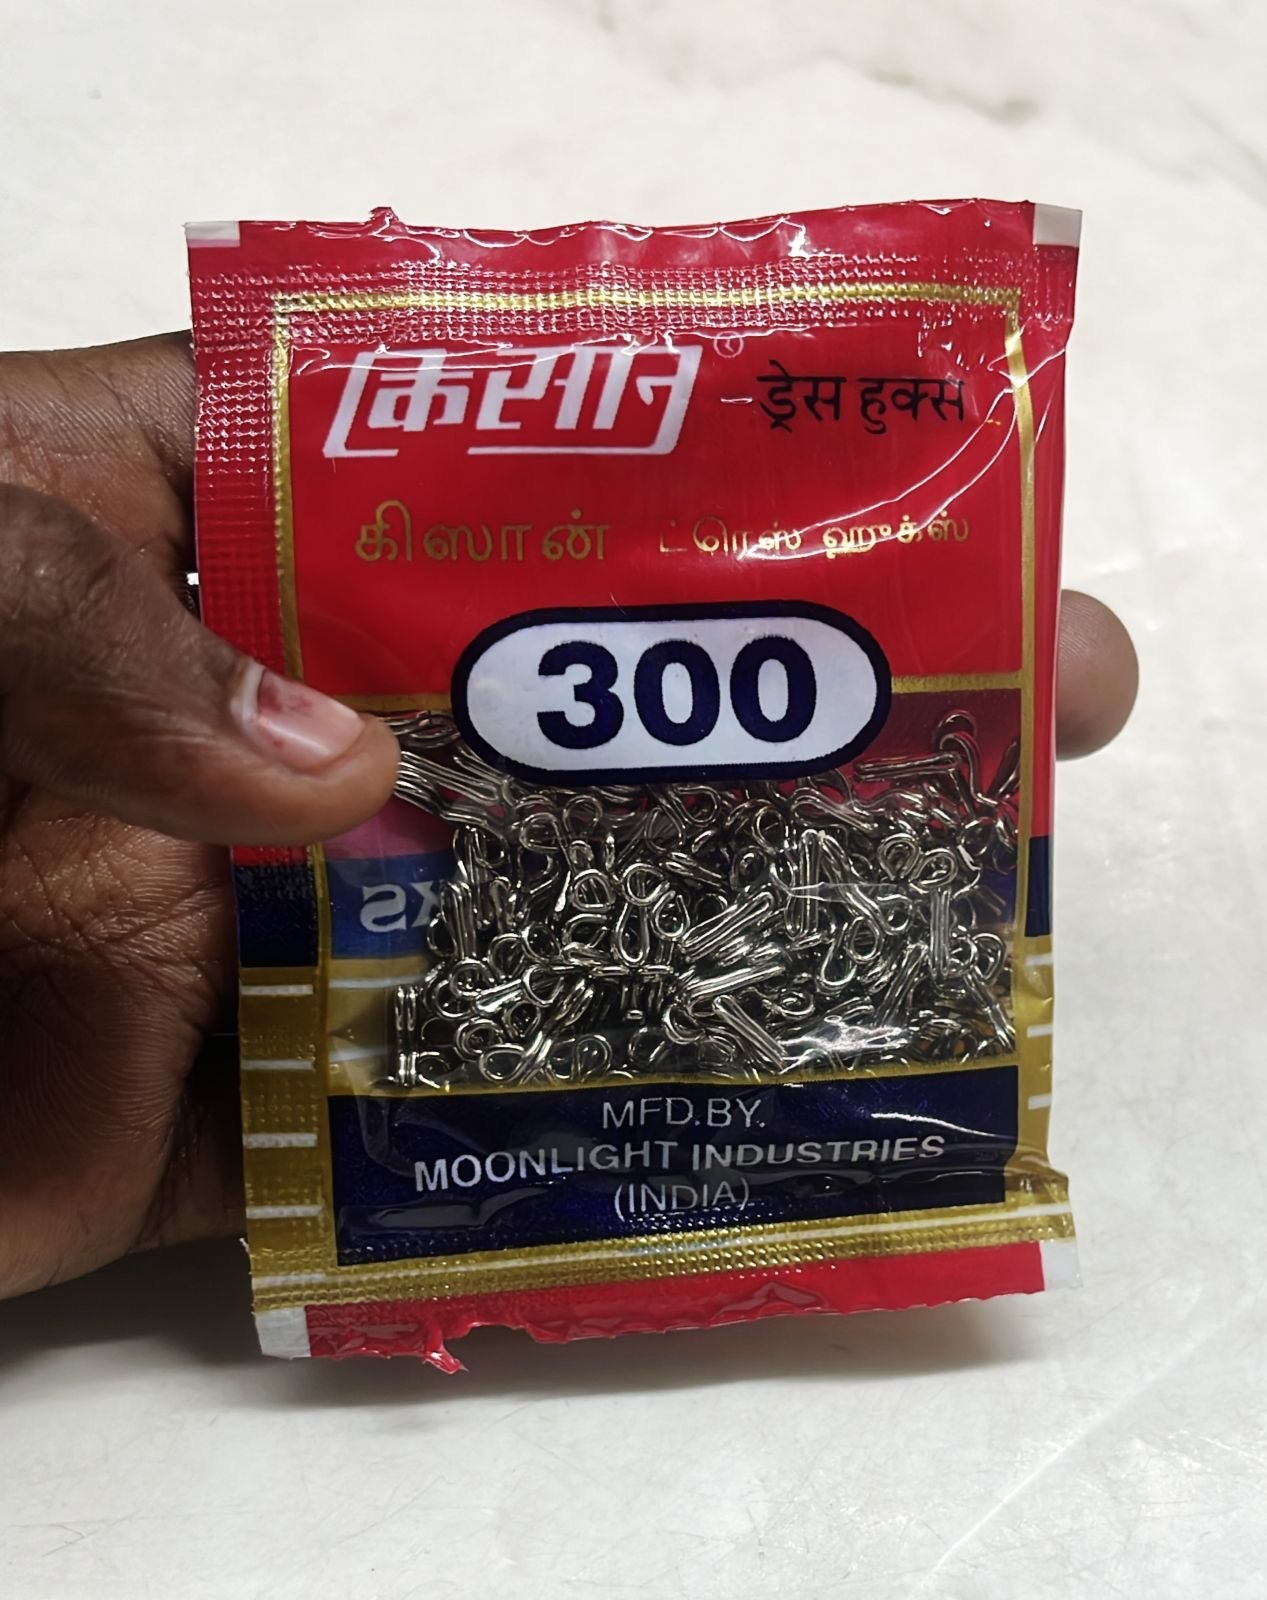 किसान ® - ड्रेस हुक्स
கிஸான் ட்ரெஸ் ஹுக்ஸ்
300
MFD.BY.
MOONLIGHT INDUSTRIES
(INDIA)